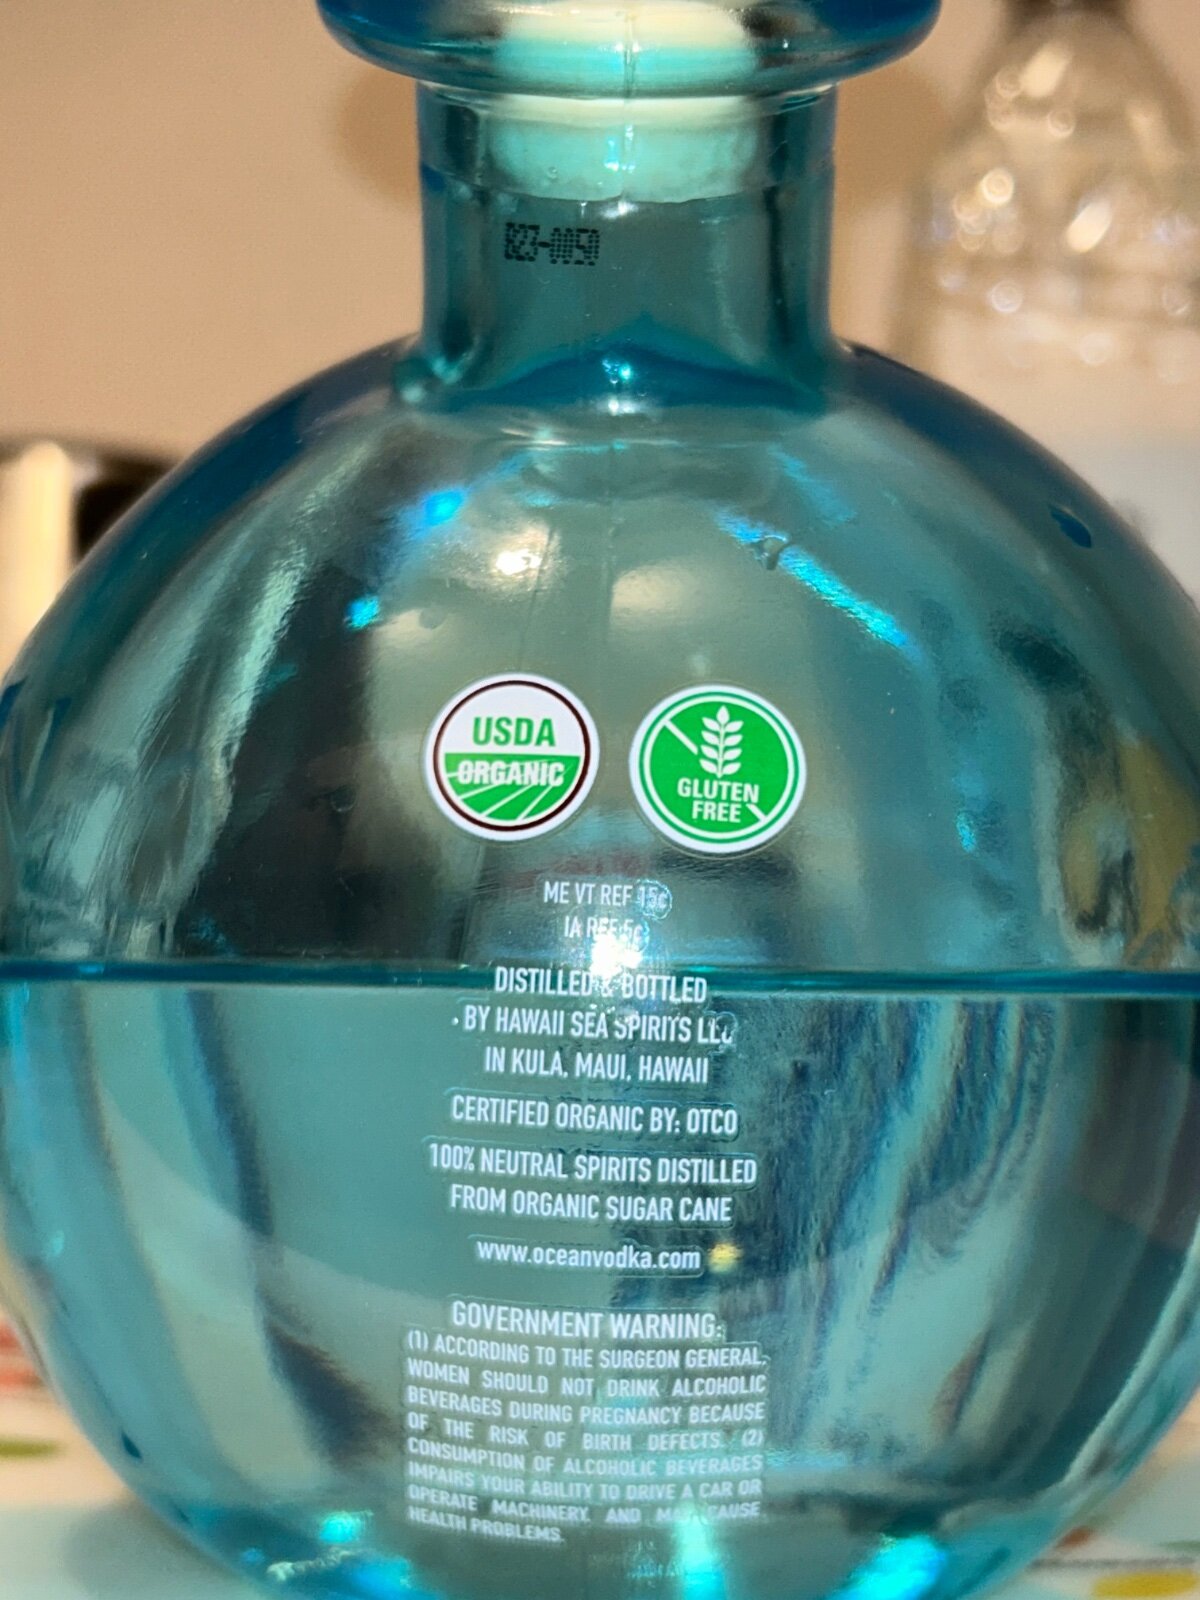 B23-0050
USDA
ORGANIC
GLUTEN
FREE
ME VT REF 15¢
IA REF 5¢
DISTILLED & BOTTLED
BY HAWAII SEA SPIRITS LLC
IN KULA, MAUI, HAWAII
CERTIFIED ORGANIC BY: OTCO
100% NEUTRAL SPIRITS DISTILLED
FROM ORGANIC SUGAR CANE
www.oceanvodka.com
GOVERNMENT WARNING:
(1) ACCORDING TO THE SURGEON GENERAL,
WOMEN SHOULD NOT DRINK ALCOHOLIC
BEVERAGES DURING PREGNANCY BECAUSE
OF THE RISK OF BIRTH DEFECTS. (2)
CONSUMPTION OF ALCOHOLIC BEVERAGES
IMPAIRS YOUR ABILITY TO DRIVE A CAR OR
OPERATE MACHINERY, AND MAY CAUSE
HEALTH PROBLEMS.